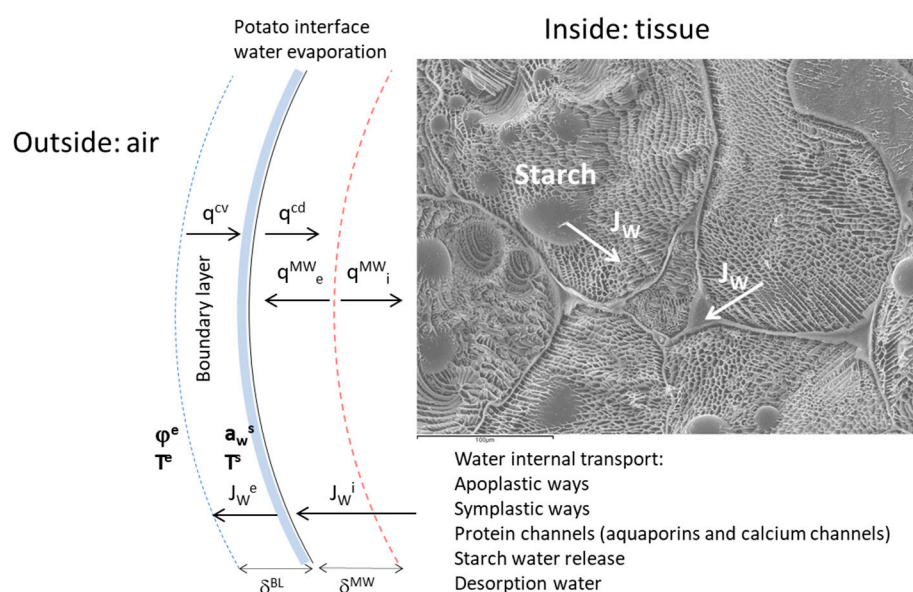 Potato interface
water evaporation
Inside: tissue
Outside: air
Starch
J_W
J_W
q^cv
q^cd
q^MW_e
q^MW_i
Boundary layer
φ^e
T^e
a_w^s
T^s
J_W^e
J_W^i
δ^BL
δ^MW
100μm
Water internal transport:
Apoplastic ways
Symplastic ways
Protein channels (aquaporins and calcium channels)
Starch water release
Desorption water